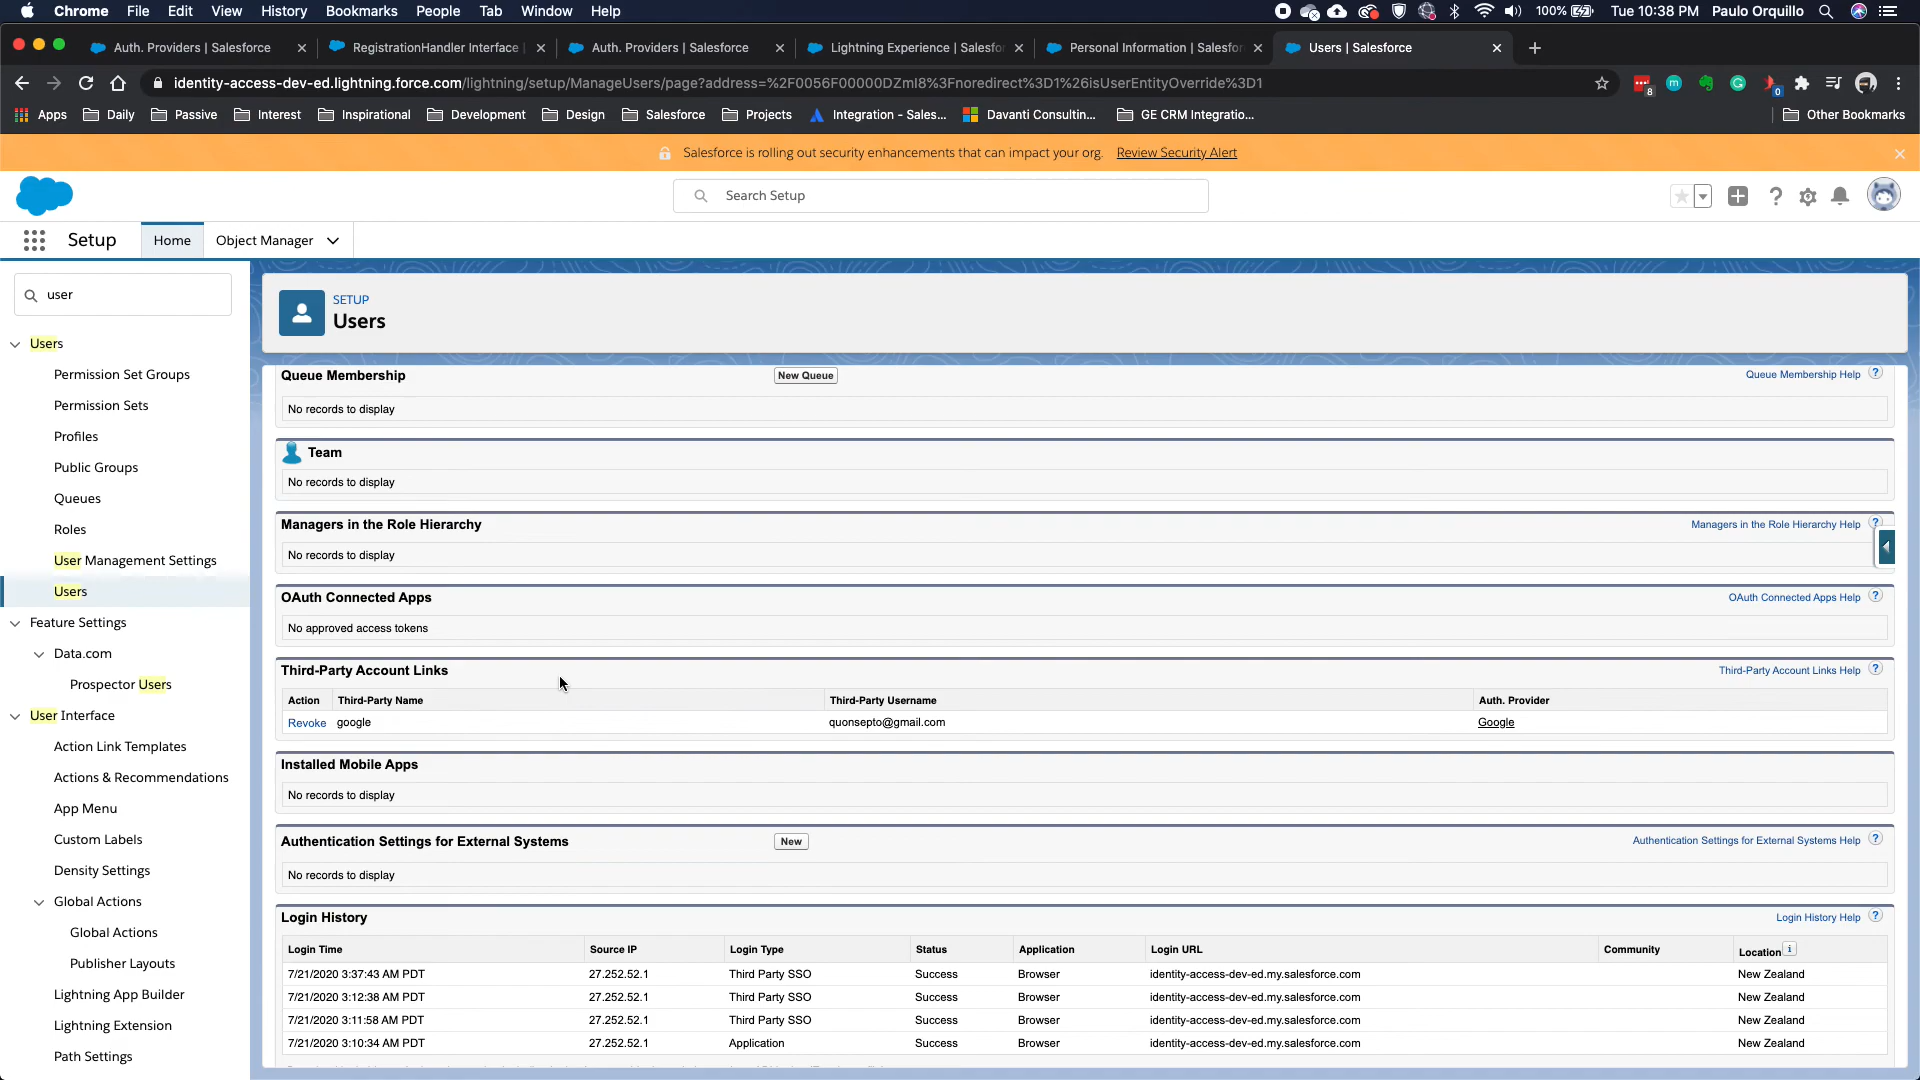 Chrome File Edit View History Bookmarks People Tab Window Help 100% Tue 10:38 PM Paulo Orquillo
Auth. Providers | Salesforce
RegistrationHandler Interface
Auth. Providers | Salesforce
Lightning Experience | Salesfor
Personal Information | Salesfor
Users | Salesforce
identity-access-dev-ed.lightning.force.com/lightning/setup/ManageUsers/page?address=%2F0056F00000DZmI8%3Fnoredirect%3D1%26isUserEntityOverride%3D1
8
m
0
Apps Daily Passive Interest Inspirational Development Design Salesforce Projects Integration - Sales... Davanti Consultin... GE CRM Integratio... Other Bookmarks
Salesforce is rolling out security enhancements that can impact your org. Review Security Alert
Search Setup
Setup Home Object Manager
user
Users
Permission Set Groups
Permission Sets
Profiles
Public Groups
Queues
Roles
User Management Settings
Users
Feature Settings
Data.com
Prospector Users
User Interface
Action Link Templates
Actions & Recommendations
App Menu
Custom Labels
Density Settings
Global Actions
Global Actions
Publisher Layouts
Lightning App Builder
Lightning Extension
Path Settings
SETUP
Users
Queue Membership New Queue Queue Membership Help ?
No records to display
Team
No records to display
Managers in the Role Hierarchy Managers in the Role Hierarchy Help ?
No records to display
OAuth Connected Apps OAuth Connected Apps Help ?
No approved access tokens
Third-Party Account Links Third-Party Account Links Help ?
Action Third-Party Name Third-Party Username Auth. Provider
Revoke google quonsepto@gmail.com Google
Installed Mobile Apps
No records to display
Authentication Settings for External Systems New Authentication Settings for External Systems Help ?
No records to display
Login History Login History Help ?
Login Time Source IP Login Type Status Application Login URL Community Location i
7/21/2020 3:37:43 AM PDT 27.252.52.1 Third Party SSO Success Browser identity-access-dev-ed.my.salesforce.com New Zealand
7/21/2020 3:12:38 AM PDT 27.252.52.1 Third Party SSO Success Browser identity-access-dev-ed.my.salesforce.com New Zealand
7/21/2020 3:11:58 AM PDT 27.252.52.1 Third Party SSO Success Browser identity-access-dev-ed.my.salesforce.com New Zealand
7/21/2020 3:10:34 AM PDT 27.252.52.1 Application Success Browser identity-access-dev-ed.my.salesforce.com New Zealand